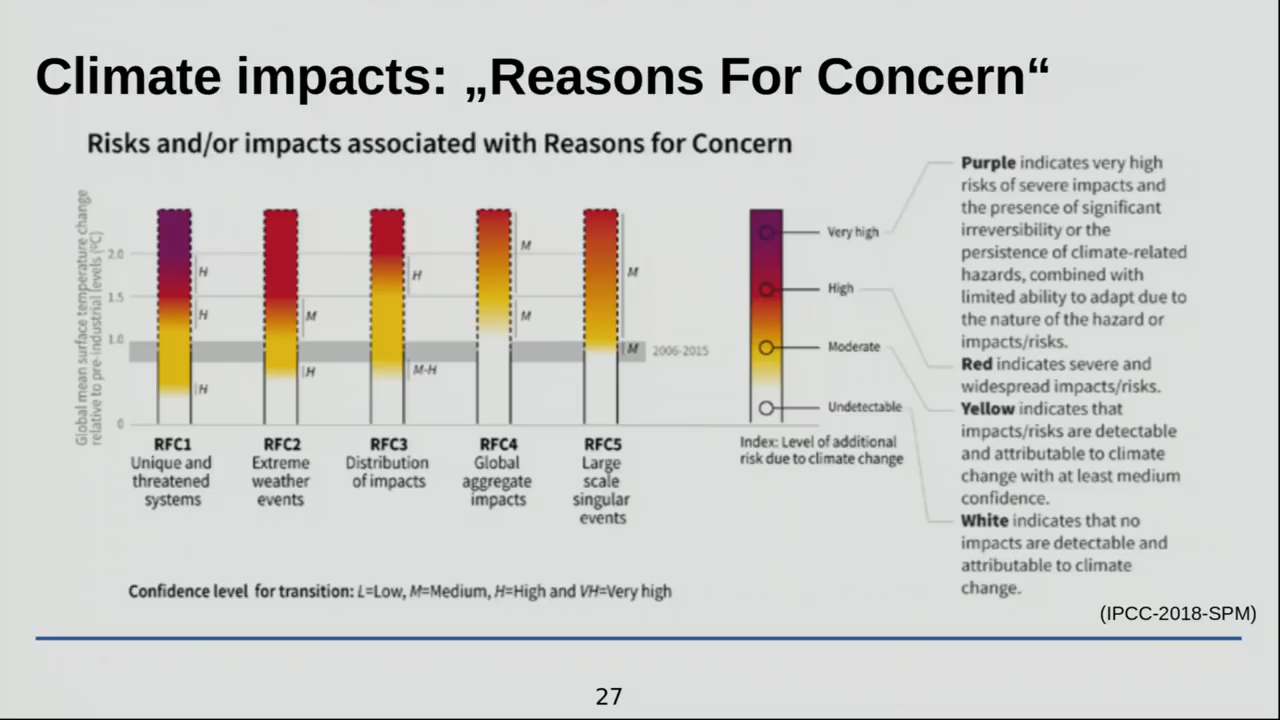 Climate impacts: „Reasons For Concern“
Risks and/or impacts associated with Reasons for Concern
Global mean surface temperature change
relative to pre-industrial levels (ºC)
2.0
1.5
1.0
0
H
H
H
M
H
H
M-H
M
M
M
M
2006-2015
RFC1
Unique and
threatened
systems
RFC2
Extreme
weather
events
RFC3
Distribution
of impacts
RFC4
Global
aggregate
impacts
RFC5
Large
scale
singular
events
Very high
High
Moderate
Undetectable
Index: Level of additional
risk due to climate change
Purple indicates very high
risks of severe impacts and
the presence of significant
irreversibility or the
persistence of climate-related
hazards, combined with
limited ability to adapt due to
the nature of the hazard or
impacts/risks.
Red indicates severe and
widespread impacts/risks.
Yellow indicates that
impacts/risks are detectable
and attributable to climate
change with at least medium
confidence.
White indicates that no
impacts are detectable and
attributable to climate
change.
Confidence level for transition: L=Low, M=Medium, H=High and VH=Very high
(IPCC-2018-SPM)
27